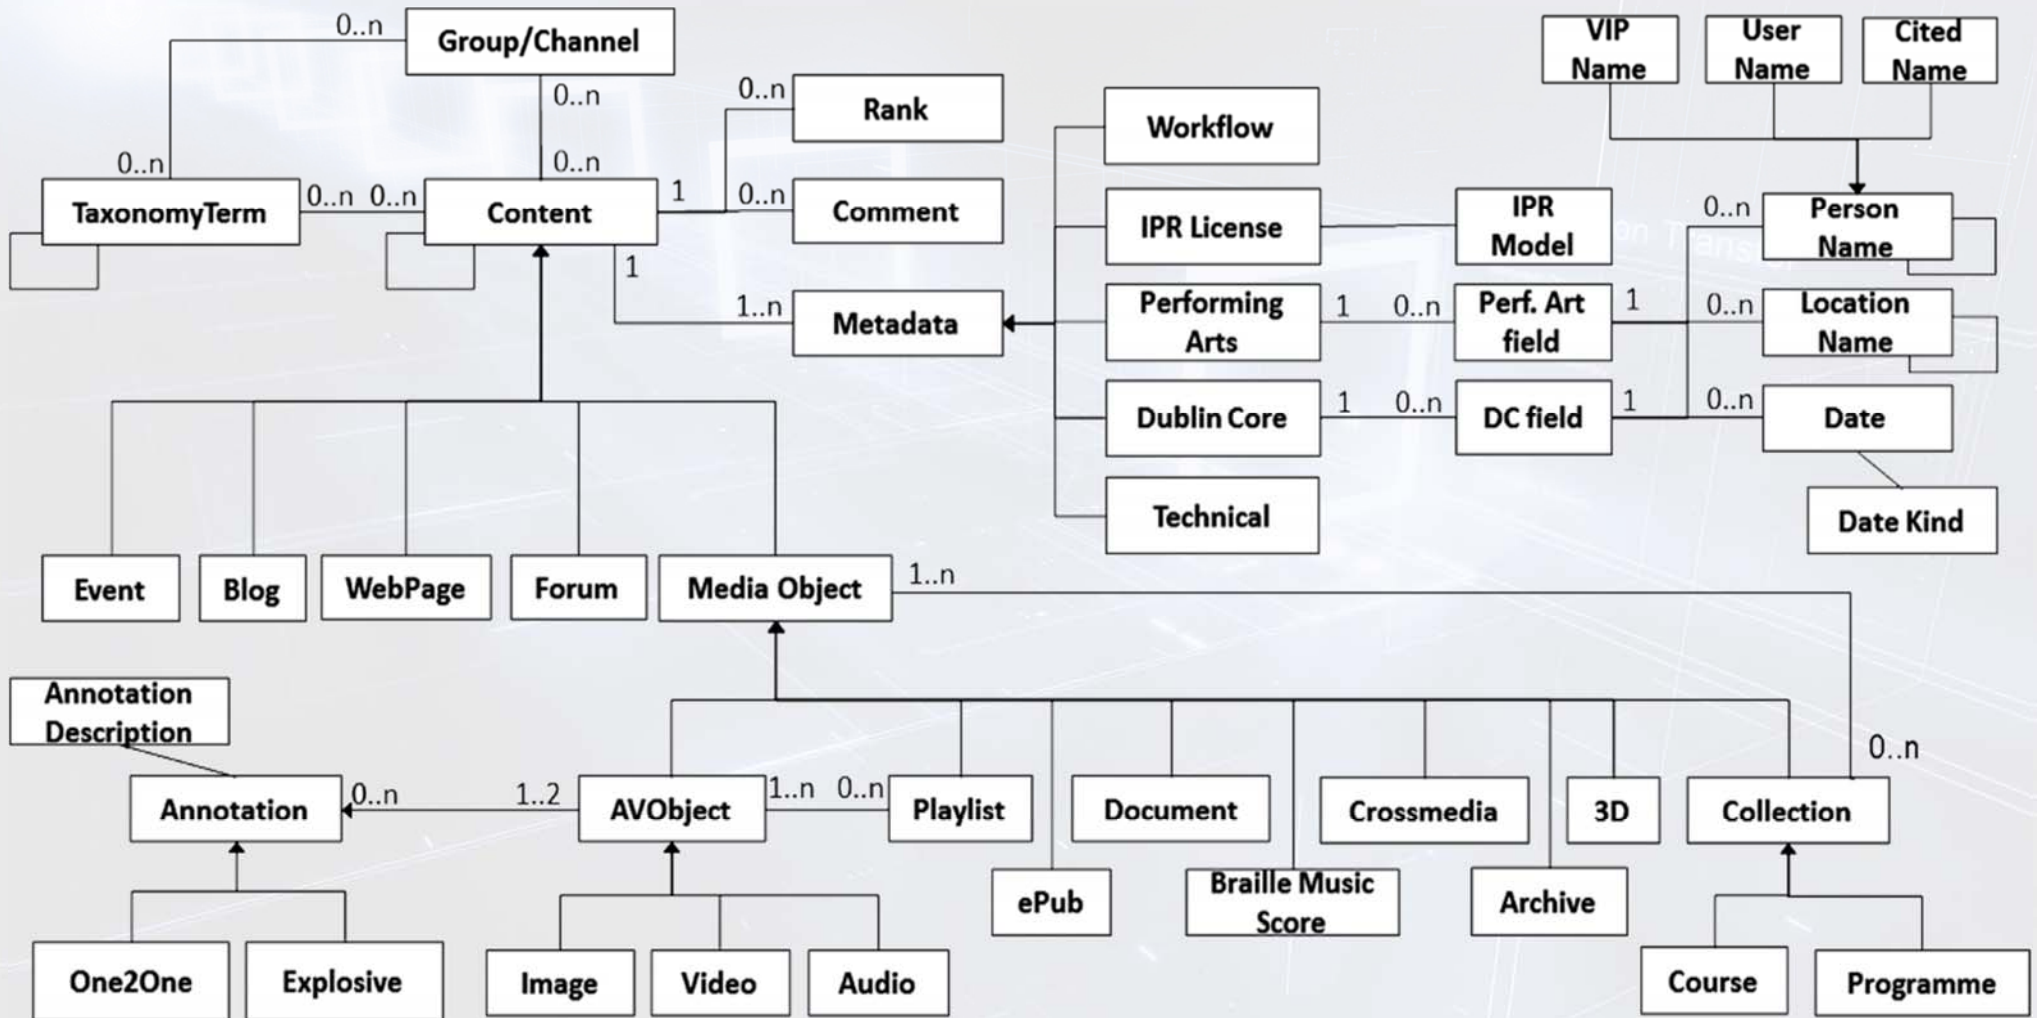 0..n
Group/Channel
VIP
Name
User
Name
Cited
Name
0..n
0..n
Rank
Workflow
0..n
0..n
TaxonomyTerm
0..n
0..n
Content
1
0..n
Comment
IPR License
IPR
Model
0..n
Person
Name
1
1..n
Metadata
Performing
Arts
1
0..n
Perf. Art
field
1
0..n
Location
Name
Dublin Core
1
0..n
DC field
1
0..n
Date
Technical
Date Kind
Event
Blog
WebPage
Forum
Media Object
1..n
Annotation
Description
0..n
Annotation
0..n
1..2
AVObject
1..n
0..n
Playlist
Document
Crossmedia
3D
Collection
ePub
Braille Music
Score
Archive
One2One
Explosive
Image
Video
Audio
Course
Programme